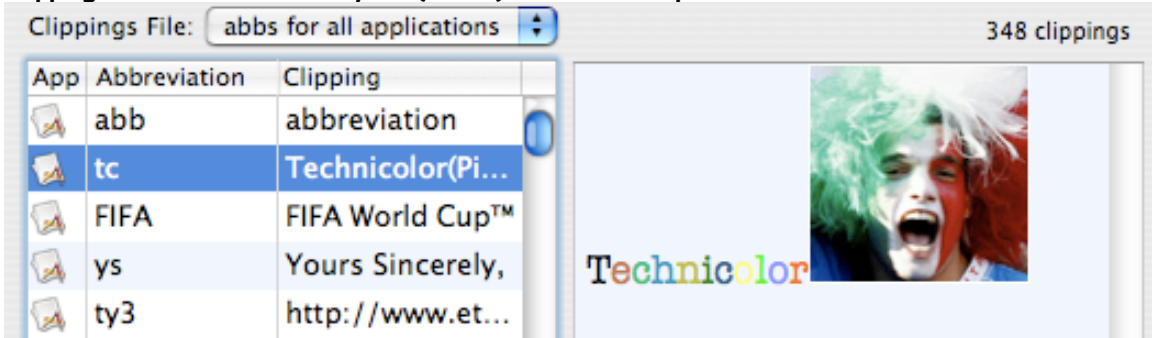 Clippings File: abbs for all applications
348 clippings
App Abbreviation Clipping
abb abbreviation
tc Technicolor(Pi...
FIFA FIFA World Cup™
ys Yours Sincerely,
ty3 http://www.et...
Technicolor